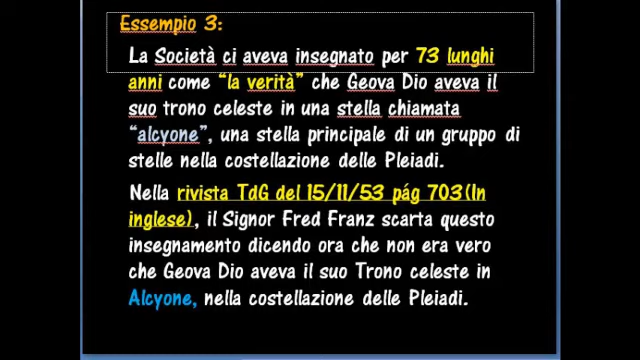 Essempio 3:
La Società ci aveva insegnato per 73 lunghi
anni come “la verità” che Geova Dio aveva il
suo trono celeste in una stella chiamata
“alcyone”, una stella principale di un gruppo di
stelle nella costellazione delle Pleiadi.
Nella rivista TdG del 15/11/53 pág 703(In
inglese), il Signor Fred Franz scarta questo
insegnamento dicendo ora che non era vero
che Geova Dio aveva il suo Trono celeste in
Alcyone, nella costellazione delle Pleiadi.